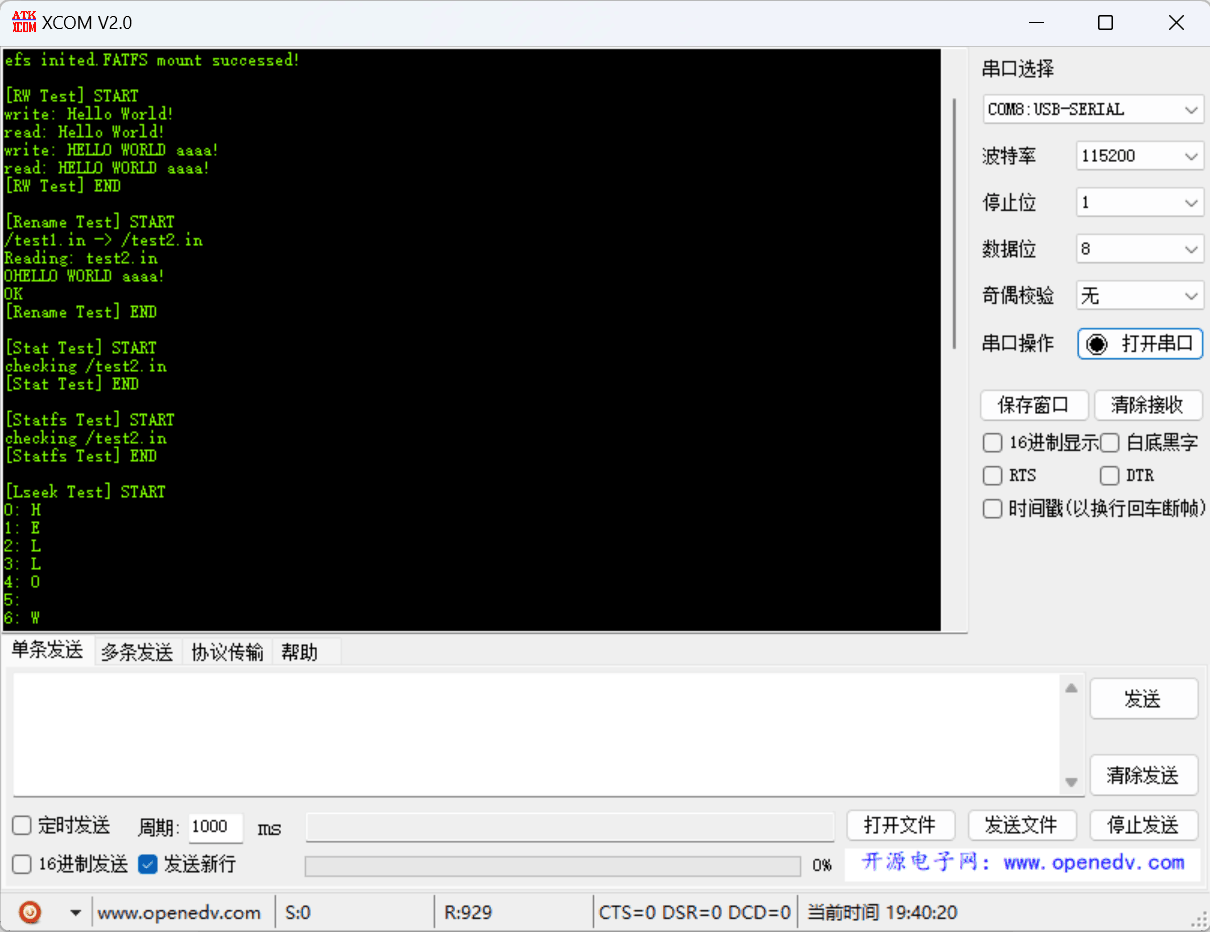 ATK XCOM XCOM V2.0
efs inited.FATFS mount successed!
[RW Test] START
write: Hello World!
read: Hello World!
write: HELLO WORLD aaaa!
read: HELLO WORLD aaaa!
[RW Test] END
[Rename Test] START
/test1.in -> /test2.in
Reading: test2.in
OHELLO WORLD aaaa!
OK
[Rename Test] END
[Stat Test] START
checking /test2.in
[Stat Test] END
[Statfs Test] START
checking /test2.in
[Statfs Test] END
[Lseek Test] START
0: H
1: E
2: L
3: L
4: O
5:
6: W
串口选择
COM8:USB-SERIAL
波特率 115200
停止位 1
数据位 8
奇偶校验 无
串口操作 打开串口
保存窗口 清除接收
16进制显示 白底黑字
RTS DTR
时间戳(以换行回车断帧)
单条发送 多条发送 协议传输 帮助
发送
清除发送
定时发送 周期: 1000 ms 打开文件 发送文件 停止发送
16进制发送 发送新行 0% 开源电子网: www.openedv.com
www.openedv.com S:0 R:929 CTS=0 DSR=0 DCD=0 当前时间 19:40:20